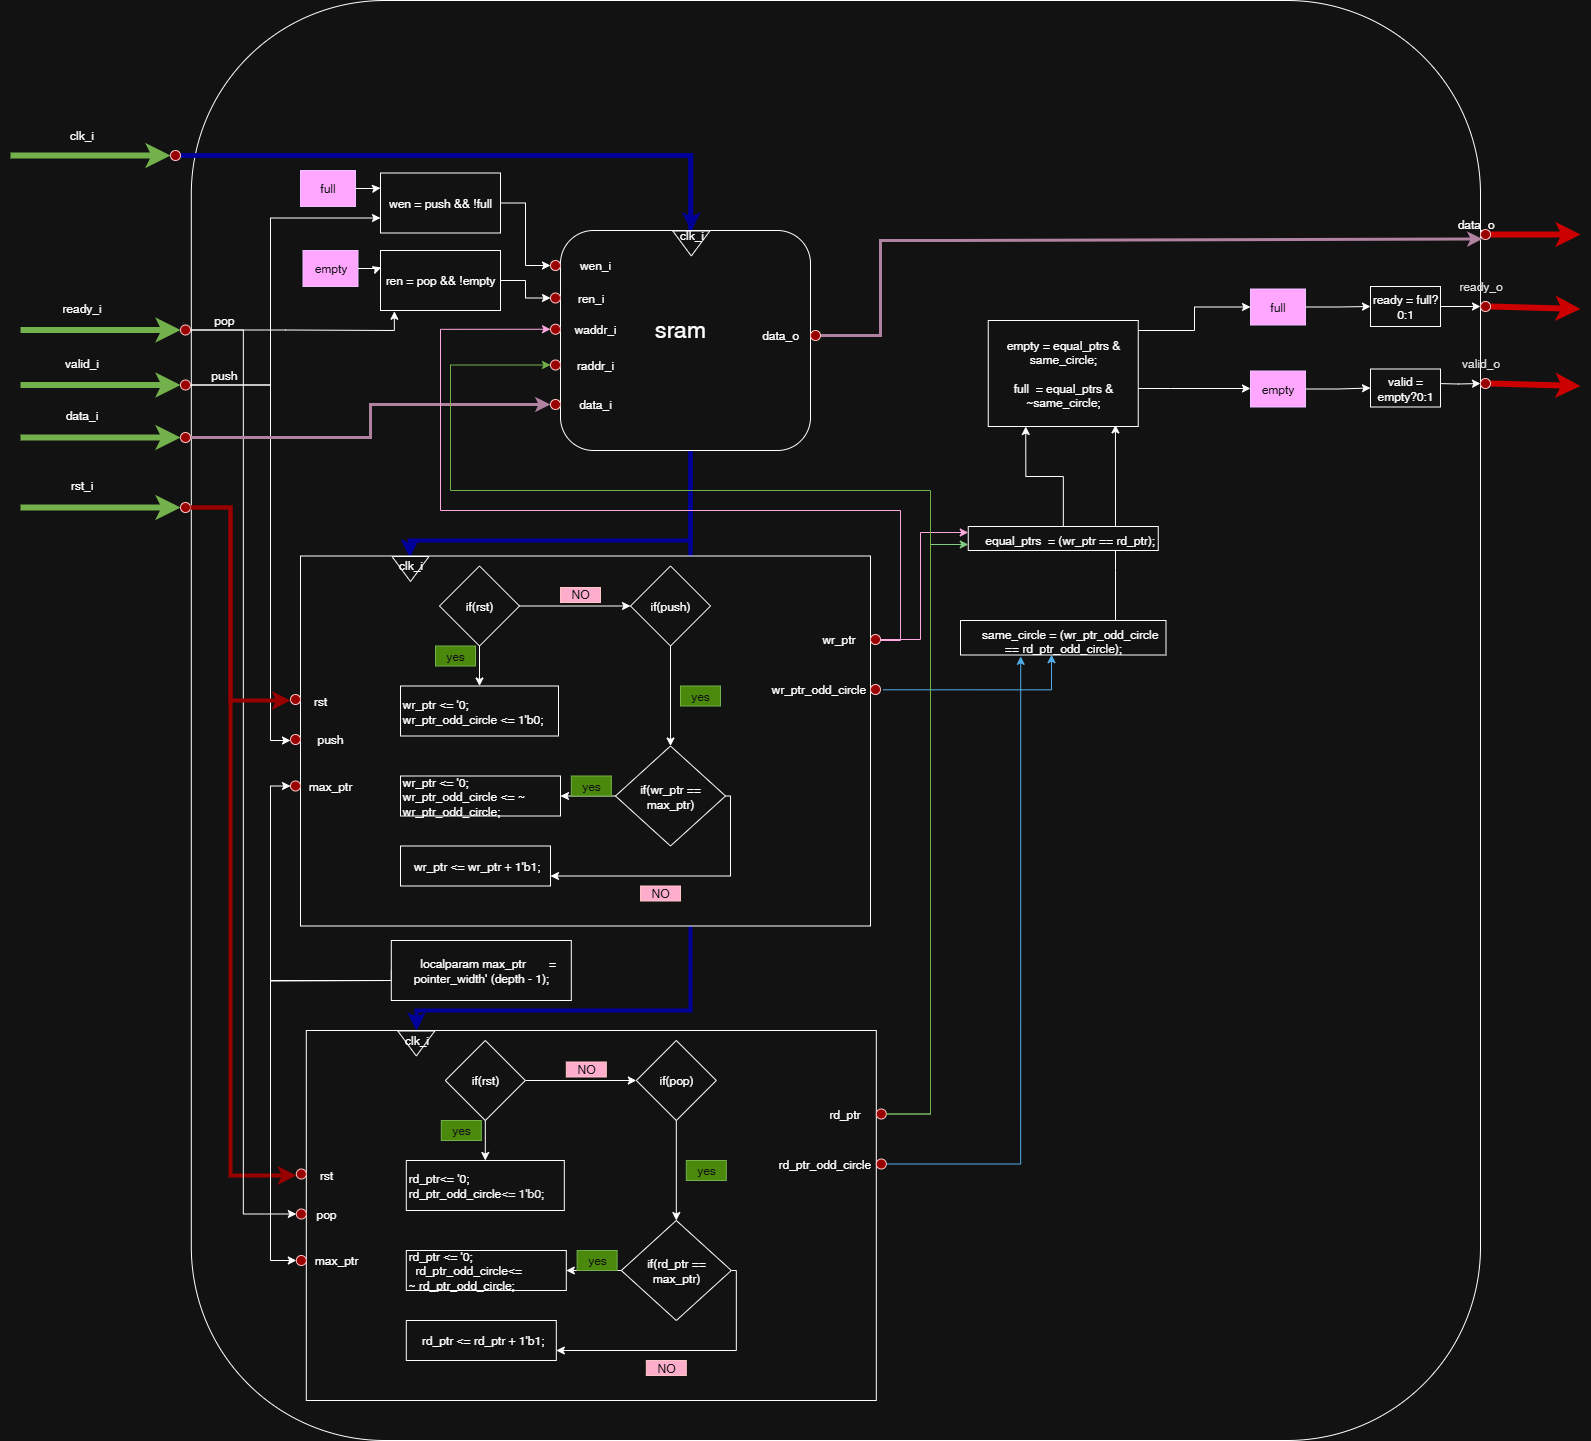 clk_i
full
wen = push && !full
empty
ren = pop && !empty
ready_i
pop
valid_i
push
data_i
rst_i
clk_i
wen_i
ren_i
waddr_i
raddr_i
data_i
sram
data_o
data_o
ready_o
valid_o
full
ready = full?
0:1
empty
valid =
empty?0:1
empty = equal_ptrs &
same_circle;
full  = equal_ptrs &
~same_circle;
equal_ptrs  = (wr_ptr == rd_ptr);
same_circle = (wr_ptr_odd_circle
== rd_ptr_odd_circle);
clk_i
if(rst)
NO
if(push)
yes
wr_ptr <= '0;
wr_ptr_odd_circle <= 1'b0;
yes
rst
push
max_ptr
wr_ptr
wr_ptr_odd_circle
wr_ptr <= '0;
wr_ptr_odd_circle <= ~
wr_ptr_odd_circle;
yes
if(wr_ptr ==
max_ptr)
wr_ptr <= wr_ptr + 1'b1;
NO
localparam max_ptr      =
pointer_width' (depth - 1);
clk_i
if(rst)
NO
if(pop)
yes
rd_ptr<= '0;
rd_ptr_odd_circle<= 1'b0;
yes
rst
pop
max_ptr
rd_ptr
rd_ptr_odd_circle
rd_ptr <= '0;
rd_ptr_odd_circle<=
~ rd_ptr_odd_circle;
yes
if(rd_ptr ==
max_ptr)
rd_ptr <= rd_ptr + 1'b1;
NO